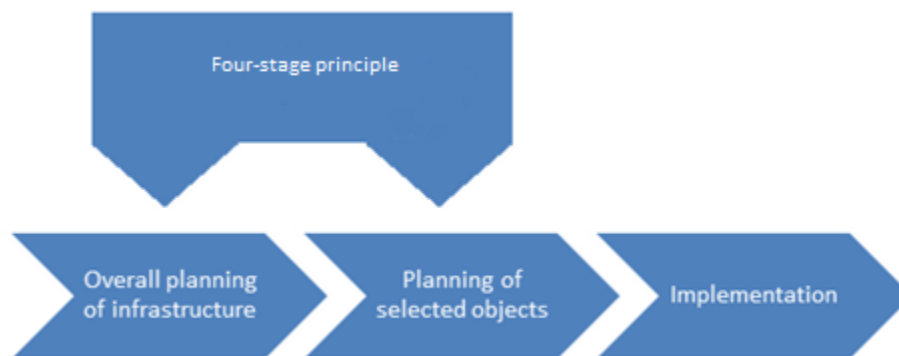 Four-stage principle
Overall planning
of infrastructure
Planning of
selected objects
Implementation